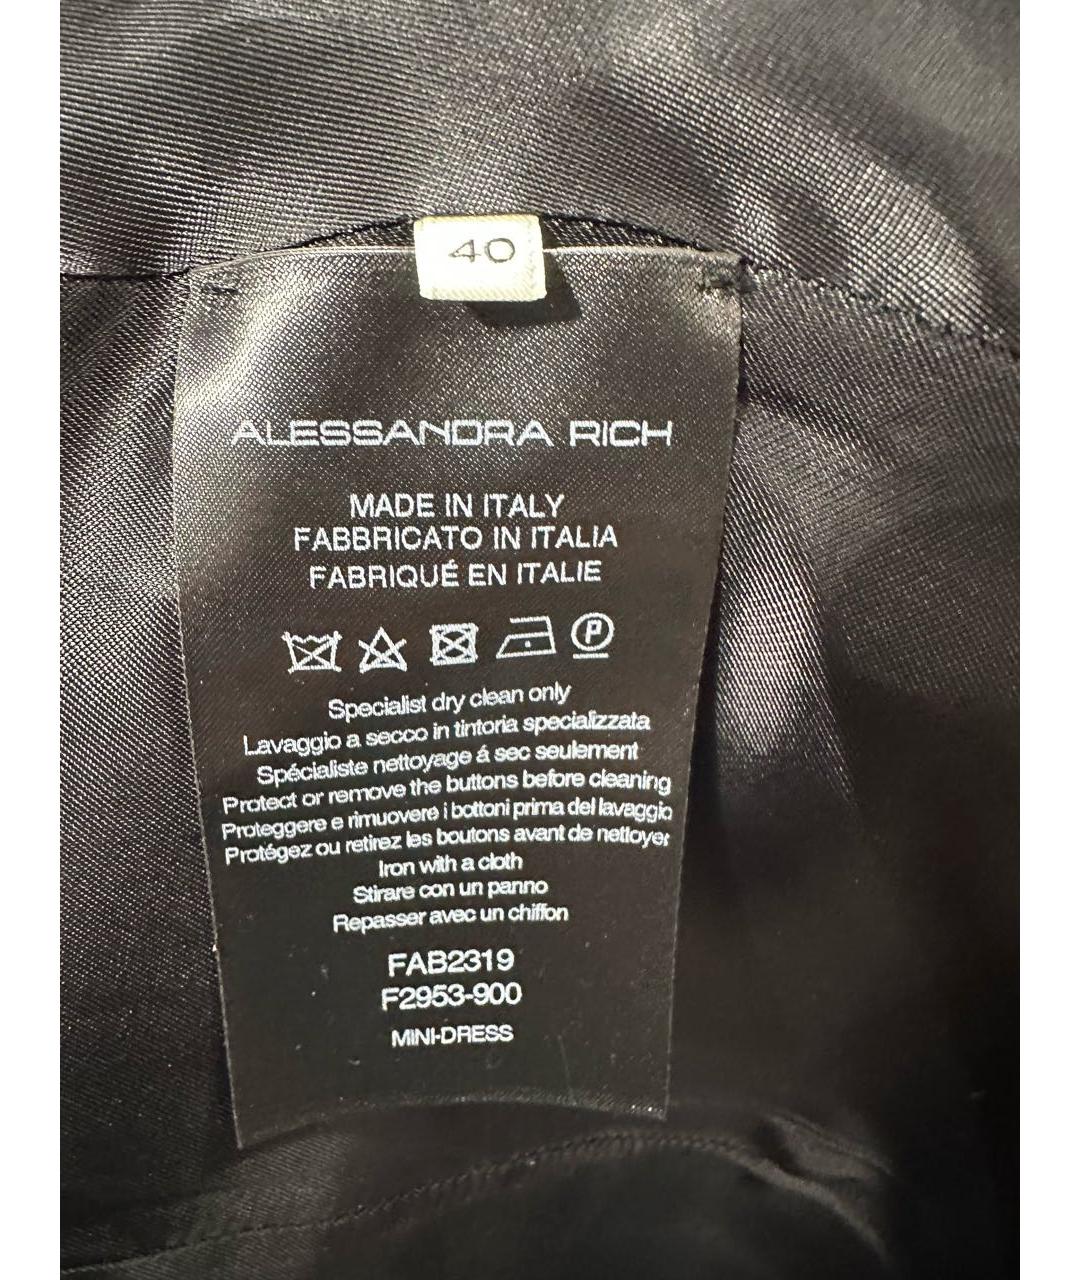 40
ALESSANDRA RICH
MADE IN ITALY
FABBRICATO IN ITALIA
FABRIQUÉ EN ITALIE
P
Specialist dry clean only
Lavaggio a secco in tintoria specializzata
Spécialiste nettoyage á sec seulement
Protect or remove the buttons before cleaning
Proteggere e rimuovere i bottoni prima del lavaggio
Protégez ou retirez les boutons avant de nettoyer
Iron with a cloth
Stirare con un panno
Repasser avec un chiffon
FAB2319
F2953-900
MINI-DRESS